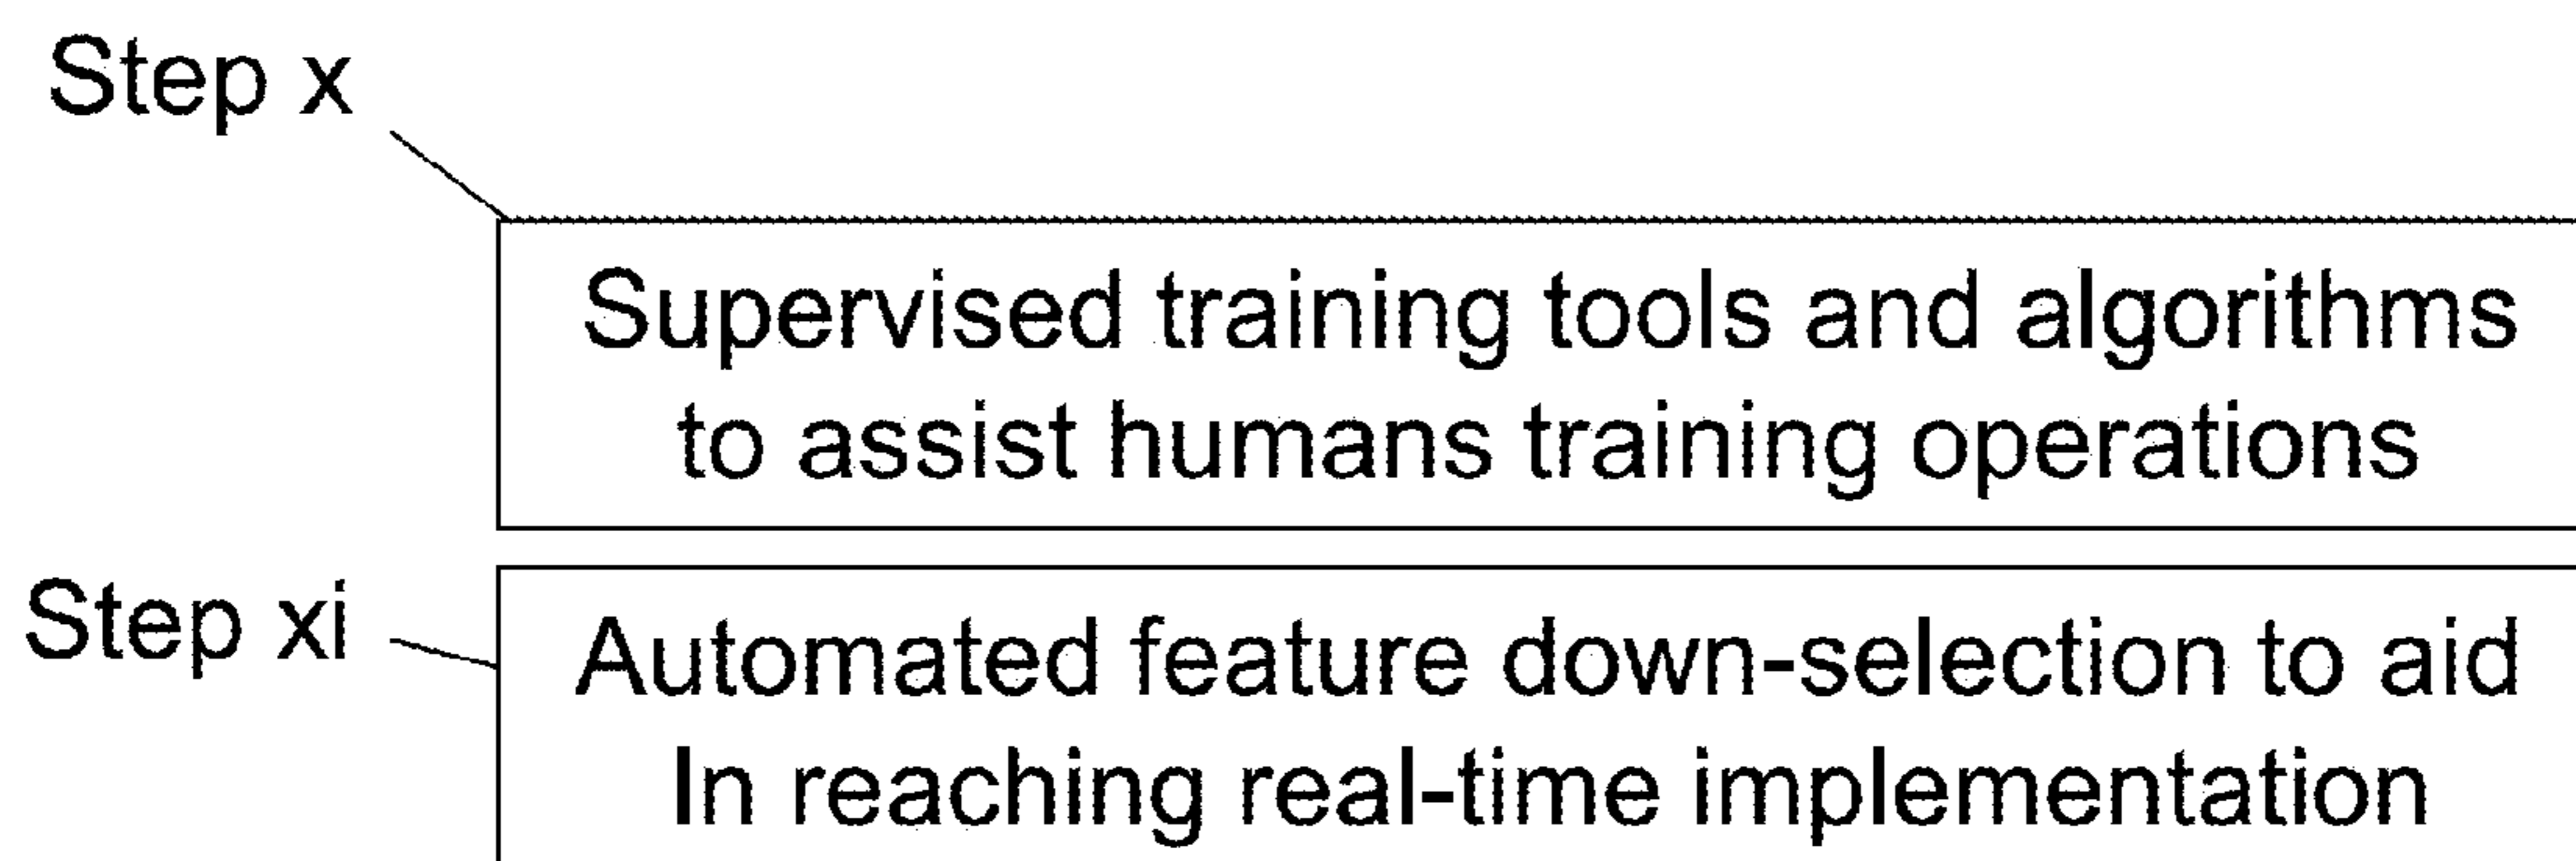 Step x
Supervised training tools and algorithms
to assist humans training operations
Step xi
Automated feature down-selection to aid
In reaching real-time implementation